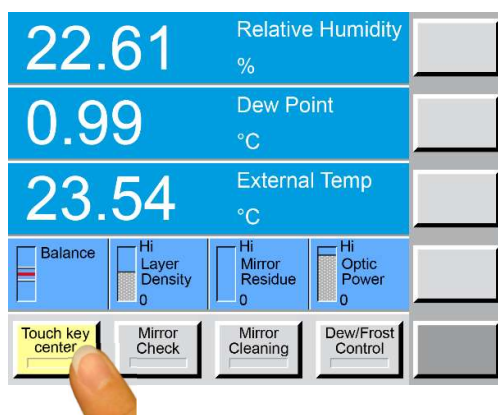 22.61
Relative Humidity
%
0.99
Dew Point
°C
23.54
External Temp
°C
Balance
Hi
Layer
Density
0
Hi
Mirror
Residue
0
Hi
Optic
Power
0
Touch key
center
Mirror
Check
Mirror
Cleaning
Dew/Frost
Control